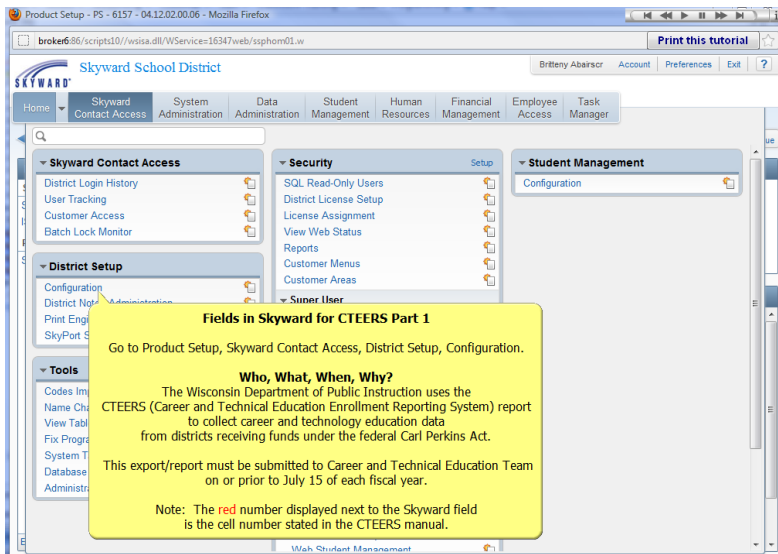 Product Setup - PS - 6157 - 04.12.02.00.06 - Mozilla Firefox
broker6:86/scripts10//wsisa.dll/WService=16347web/ssphom01.w
Print this tutorial
SKYWARD
Skyward School District
Britteny Abairscr Account Preferences Exit ?
Home
Skyward Contact Access
System Administration
Data Administration
Student Management
Human Resources
Financial Management
Employee Access
Task Manager
ue
Skyward Contact Access
District Login History
User Tracking
Customer Access
Batch Lock Monitor
District Setup
Configuration
Print Engi
SkyPort S
Tools
Codes Im
Name Cha
View Tabl
Fix Progra
System T
Database
Administra
Security Setup
SQL Read-Only Users
District License Setup
License Assignment
View Web Status
Reports
Customer Menus
Customer Areas
Super User
Web Student Management
Student Management
Configuration
Fields in Skyward for CTEERS Part 1
Go to Product Setup, Skyward Contact Access, District Setup, Configuration.
Who, What, When, Why?
The Wisconsin Department of Public Instruction uses the
CTEERS (Career and Technical Education Enrollment Reporting System) report
to collect career and technology education data
from districts receiving funds under the federal Carl Perkins Act.
This export/report must be submitted to Career and Technical Education Team
on or prior to July 15 of each fiscal year.
Note: The red number displayed next to the Skyward field
is the cell number stated in the CTEERS manual.